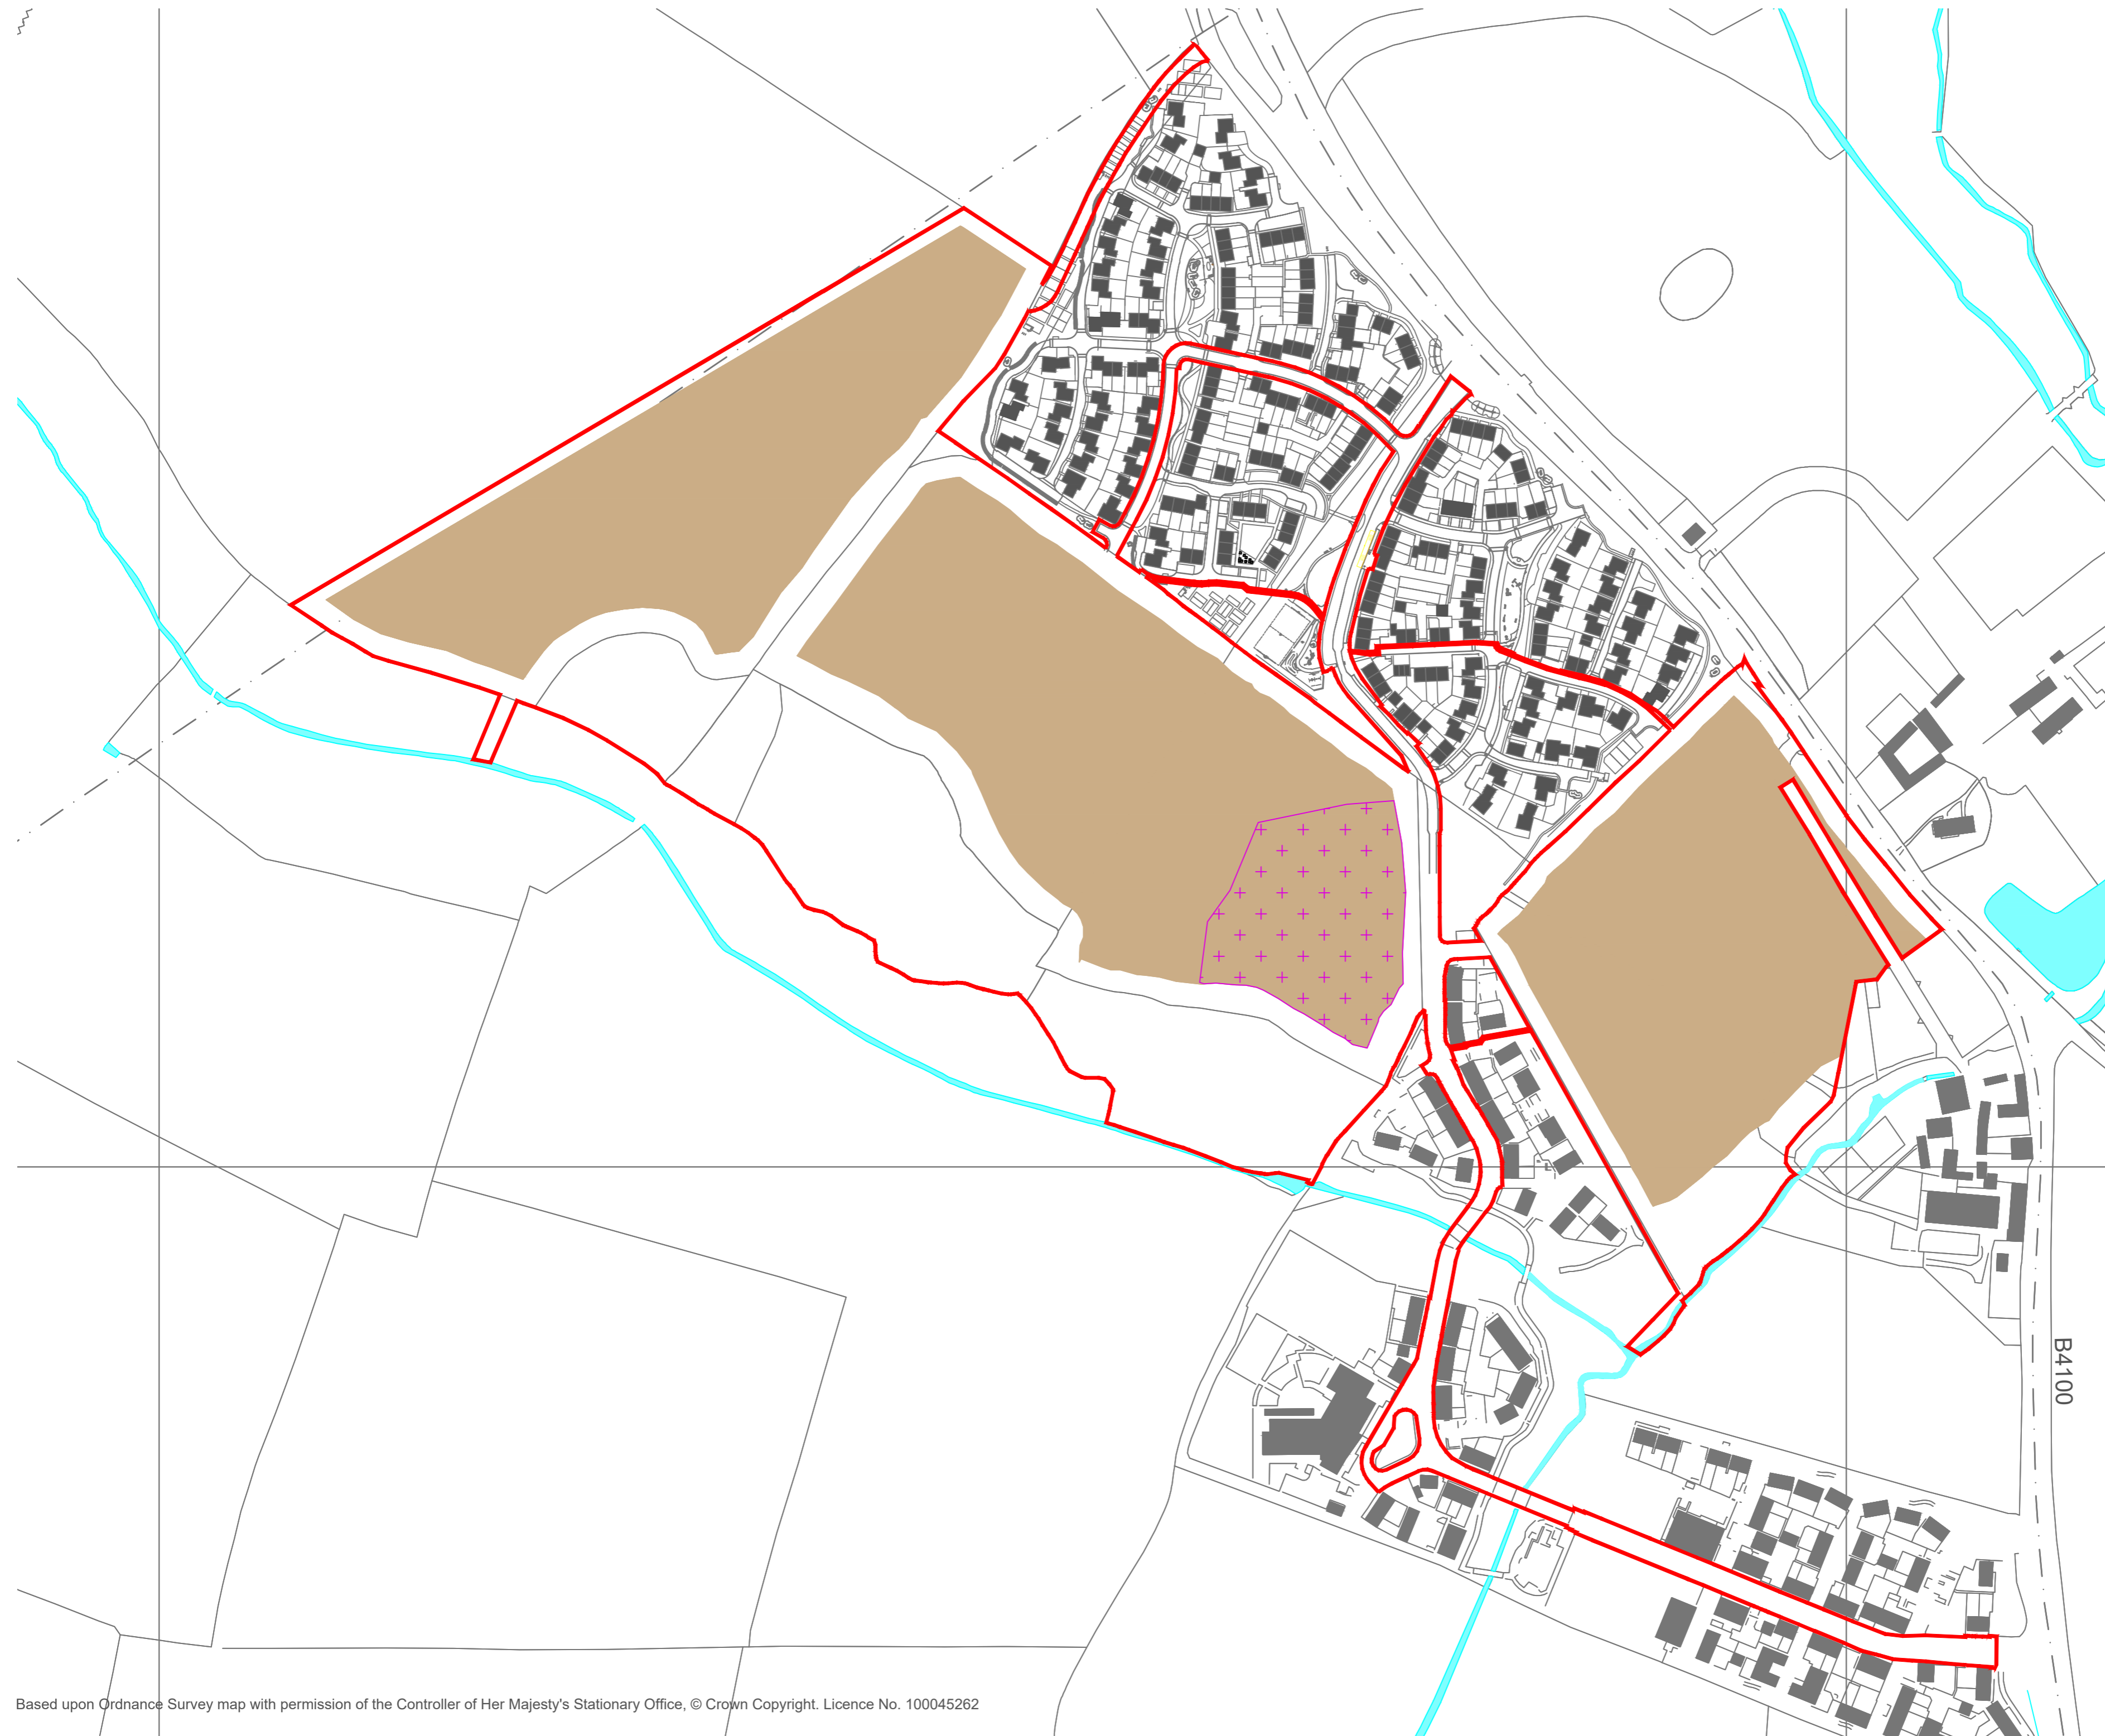 B4100
Based upon Ordnance Survey map with permission of the Controller of Her Majesty's Stationary Office, © Crown Copyright. Licence No. 100045262